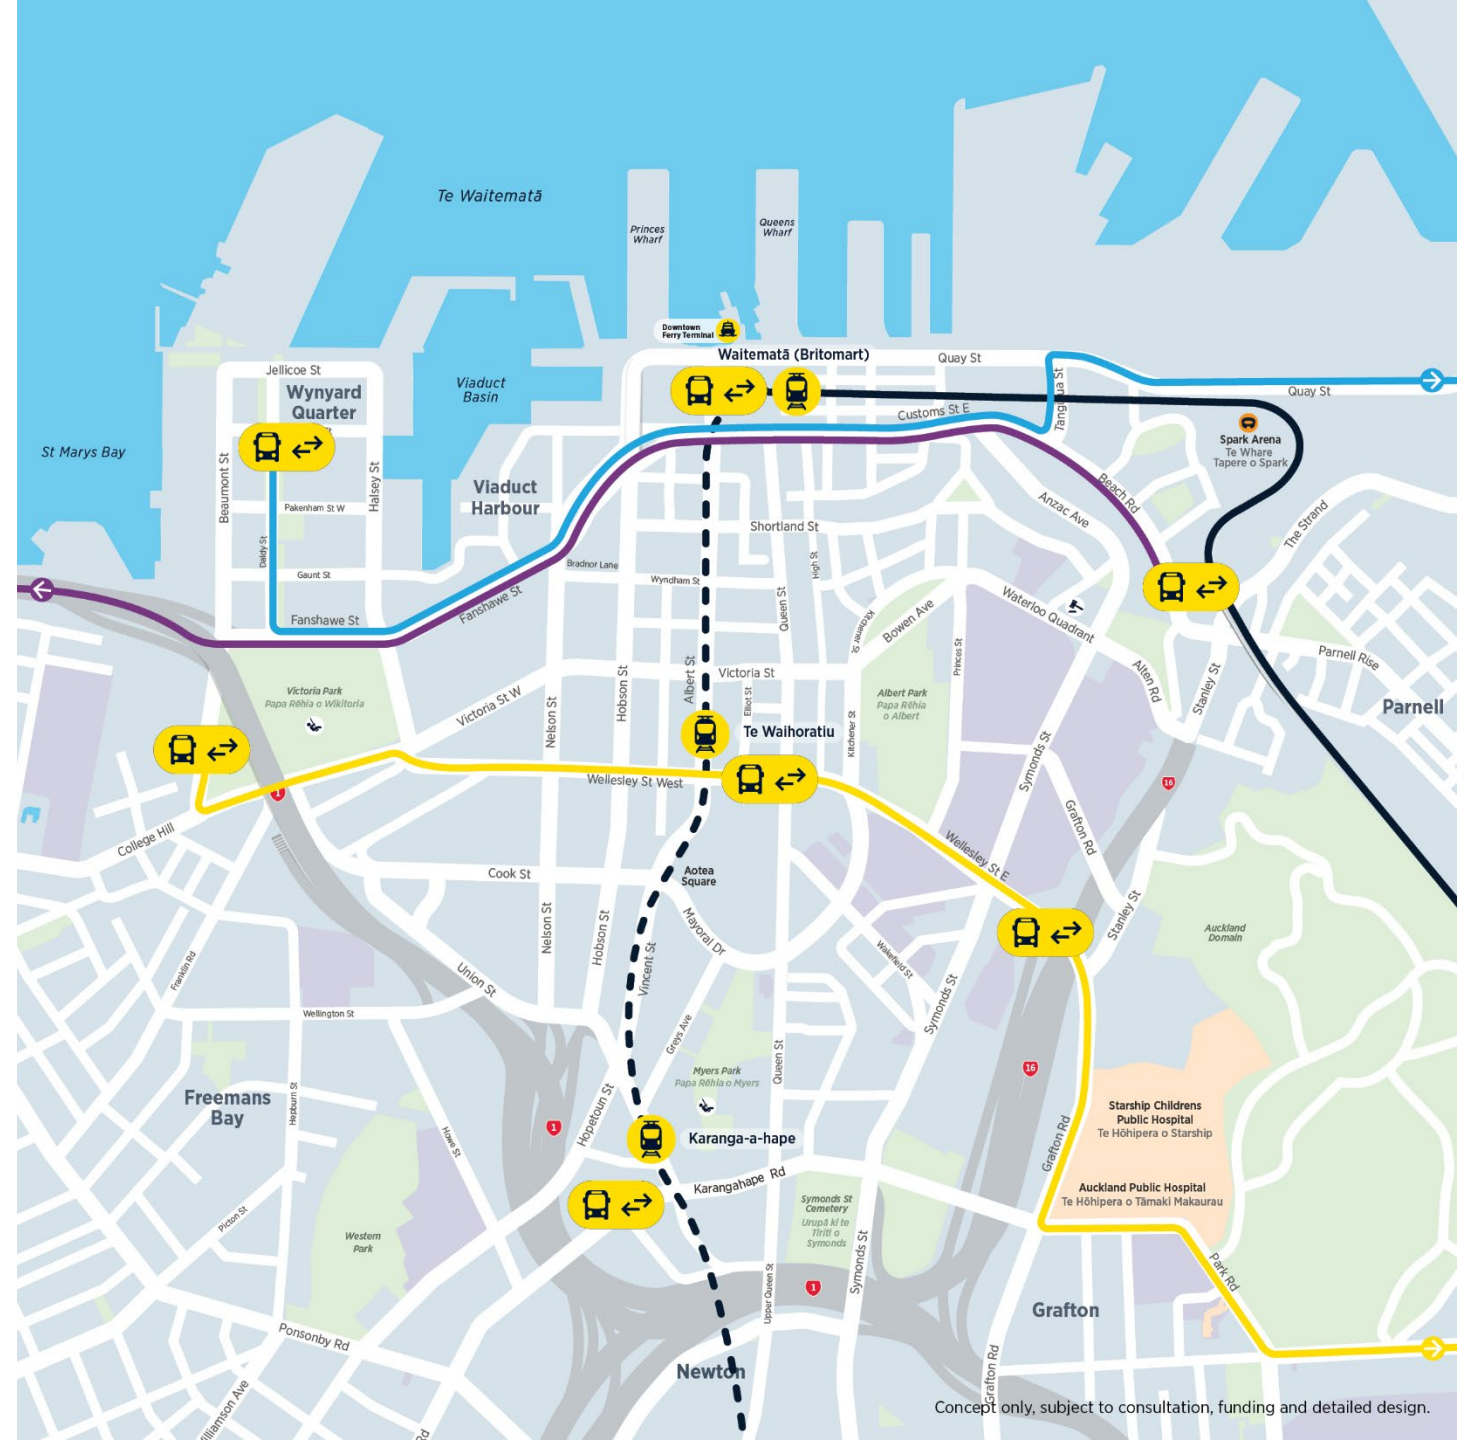 Te Waitematā
Princes
Wharf
Queens
Wharf
Downtown
Ferry Terminal
Waitematā (Britomart)
Quay St
Quay St
Jellicoe St
Wynyard
Quarter
Viaduct
Basin
Customs St E
Tangihua St
Spark Arena
Te Whare
Tapere o Spark
St Marys Bay
Beaumont St
Halsey St
Viaduct
Harbour
Pakenham St W
Daldy St
Gaunt St
Fanshawe St
Fanshawe St
Bradnor Lane
Wyndham St
Shortland St
High St
Queen St
Anzac Ave
Beach Rd
The Strand
Kitchener St
Bowen Ave
Waterloo Quadrant
Princes St
Parnell Rise
Parnell
Alten Rd
Stanley St
Victoria Park
Papa Rēhia o Wikitoria
Victoria St W
Nelson St
Hobson St
Albert St
Victoria St
Elliot St
Te Waihoratiu
Kitchener St
Albert Park
Papa Rēhia
o Albert
Symonds St
16
Grafton Rd
Wellesley St West
Wellesley St E
1
College Hill
Cook St
Aotea
Square
Mayoral Dr
Nelson St
Hobson St
Vincent St
Wakefield St
Stanley St
Auckland
Domain
Franklin Rd
Union St
Symonds St
Wellington St
Greys Ave
Queen St
Myers Park
Papa Rēhia o Myers
16
Freemans
Bay
Hepburn St
Howe St
1
Hopetoun St
Karanga-a-hape
Karangahape Rd
Grafton Rd
Starship Childrens
Public Hospital
Te Hōhipera o Starship
Auckland Public Hospital
Te Hōhipera o Tāmaki Makaurau
Picton St
Western
Park
Symonds St
Cemetery
Urupā ki te
Tiriti o
Symonds
Symonds St
Upper Queen St
1
Park Rd
Grafton
Ponsonby Rd
Newton
Grafton Rd
lliamson Ave
Rd
Concept only, subject to consultation, funding and detailed design.